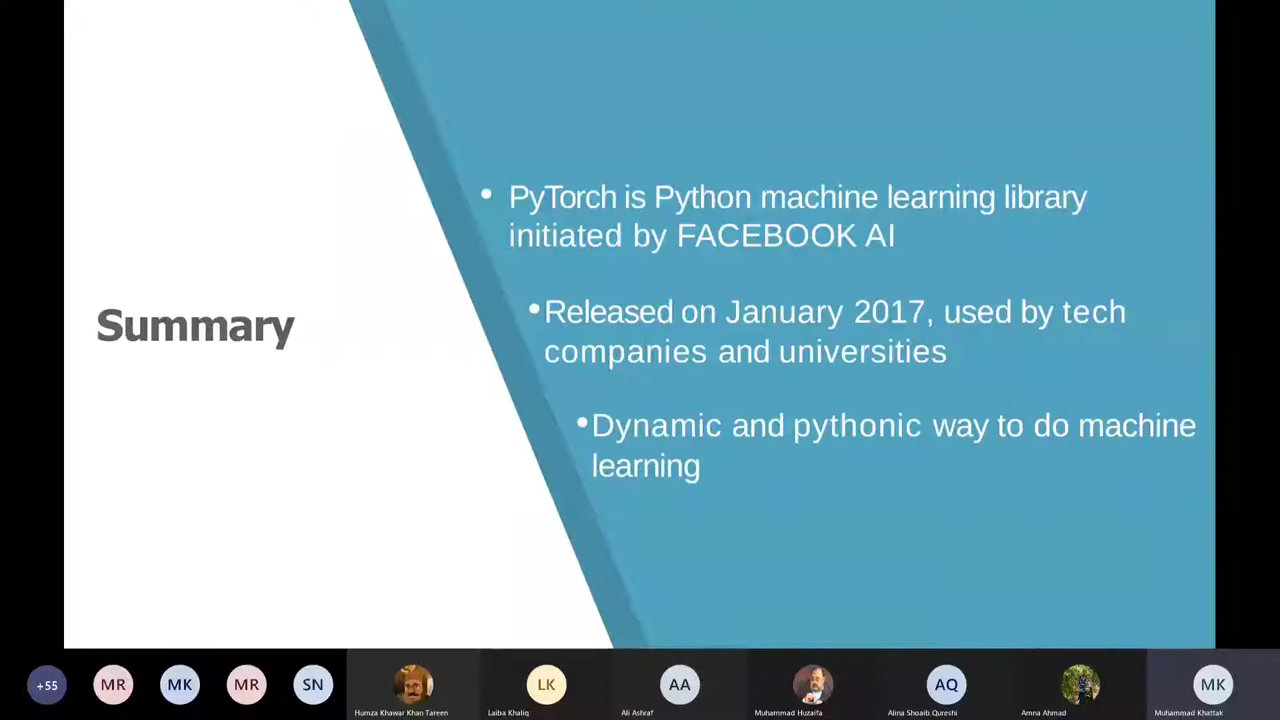 Summary
• PyTorch is Python machine learning library
initiated by FACEBOOK AI
•Released on January 2017, used by tech
companies and universities
•Dynamic and pythonic way to do machine
learning
+55
MR
MK
MR
SN
Humza Khawar Khan Tareen
LK
Laiba Khaliq
AA
Ali Ashraf
Muhammad Huzaifa
AQ
Alina Shoaib Qureshi
Amna Ahmad
MK
Muhammad Khattak